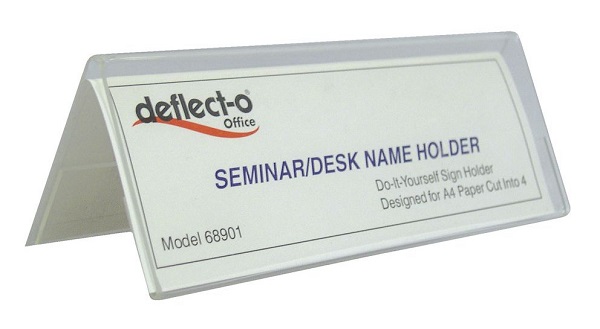 deflect-o
Office
SEMINAR/DESK NAME HOLDER
Do-It-Yourself Sign Holder
Designed for A4 Paper Cut Into 4
Model 68901